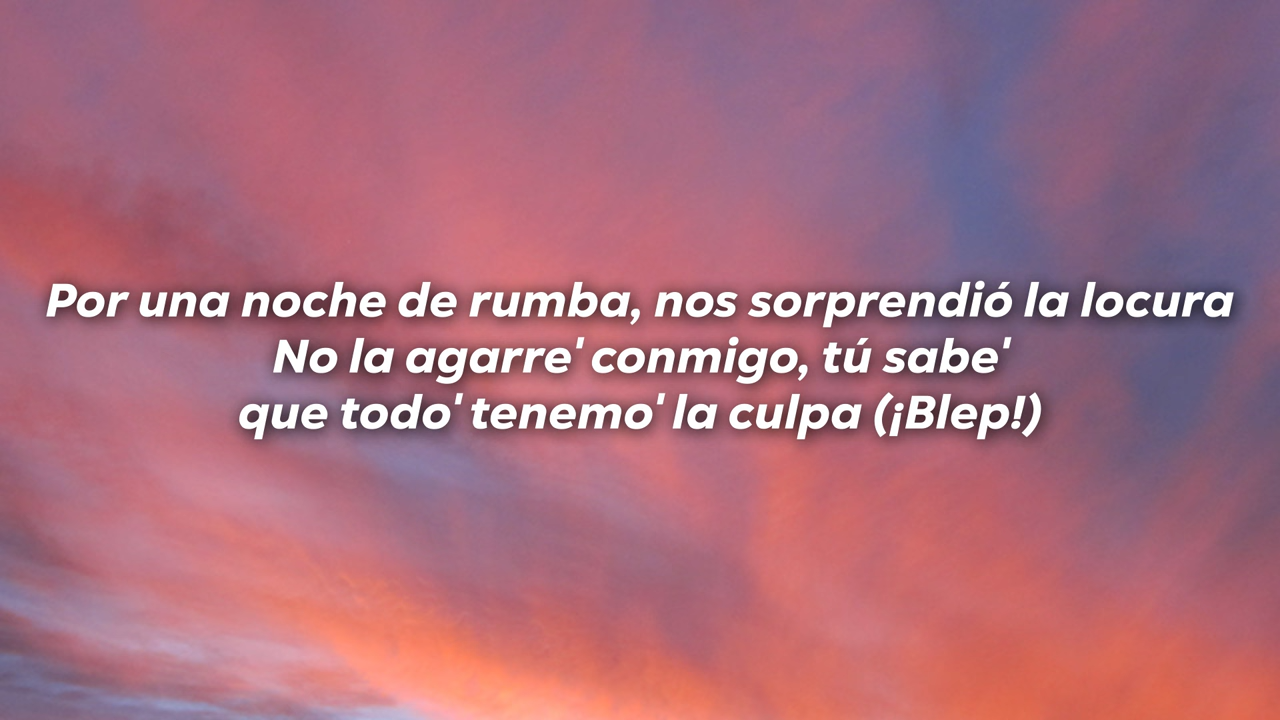 Por una noche de rumba, nos sorprendió la locura
No la agarre' conmigo, tú sabe'
que todo' tenemo' la culpa (¡Blep!)